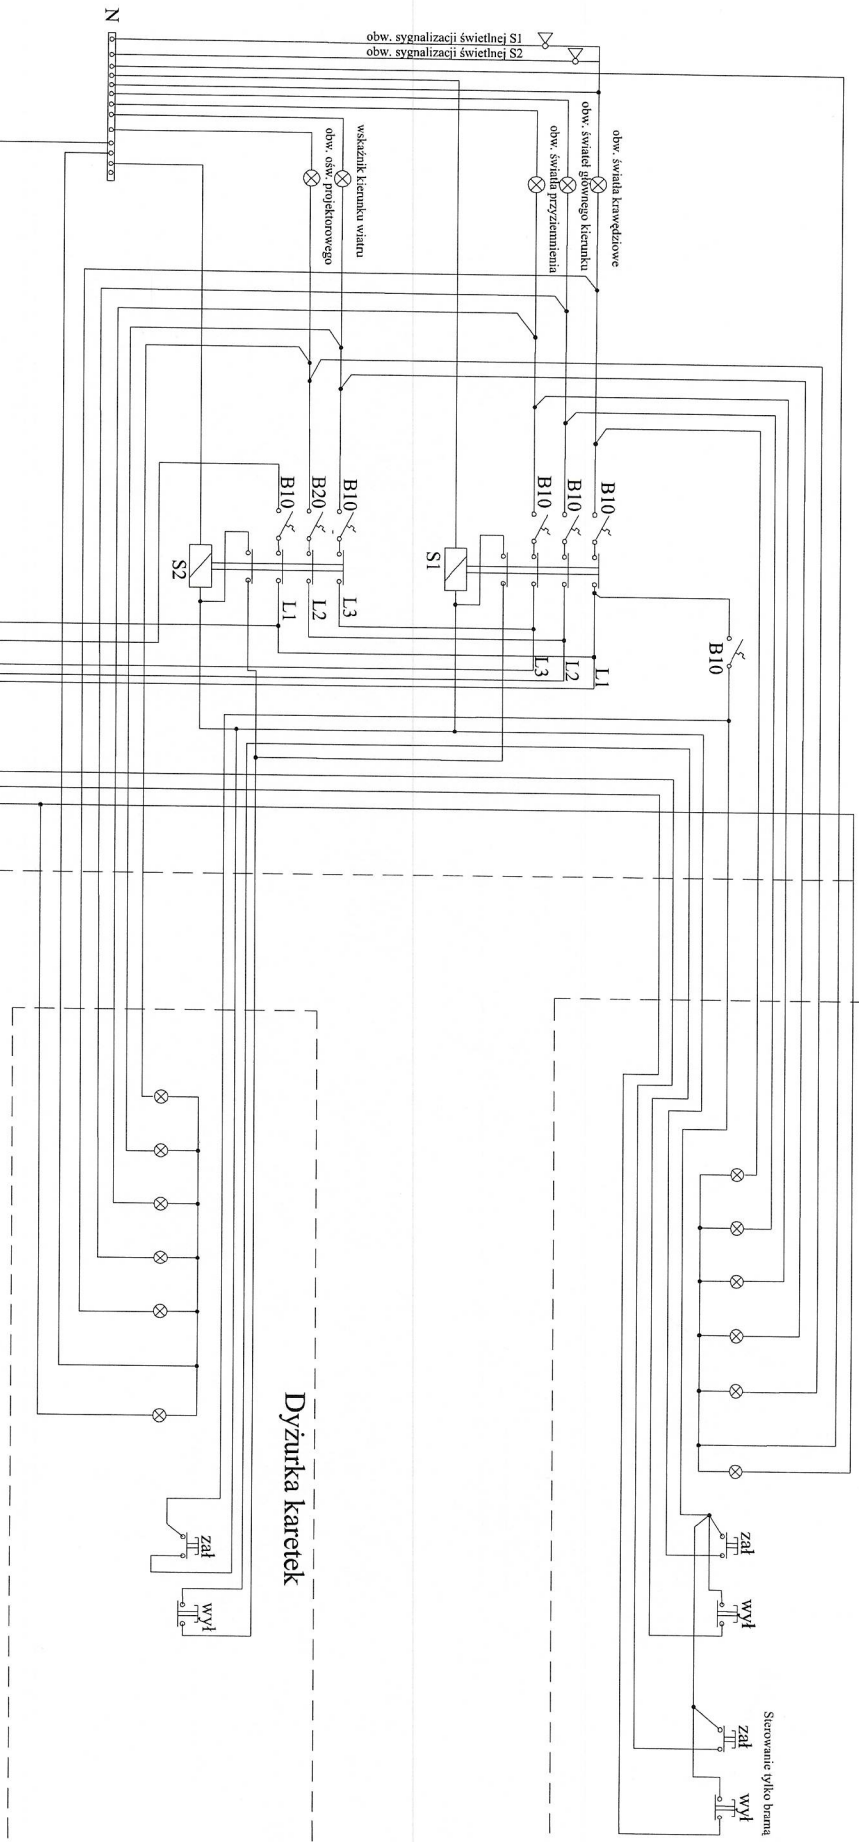 N
obw. sygnalizacji świetlnej S1
obw. sygnalizacji świetlnej S2
obw. światła krawędziowe
obw. świateł głównego kierunku
obw. światła przyziemnienia
wskaźnik kierunku wiatru
obw. ośw. projektorowego
B10
B10
B10
B10
B20
B10
S1
S2
L3
L2
L1
L1
L2
L3
B10
Dyżurka karetek
zał
wył
zał
wył
zał
wył
Sterowanie tylko bramą